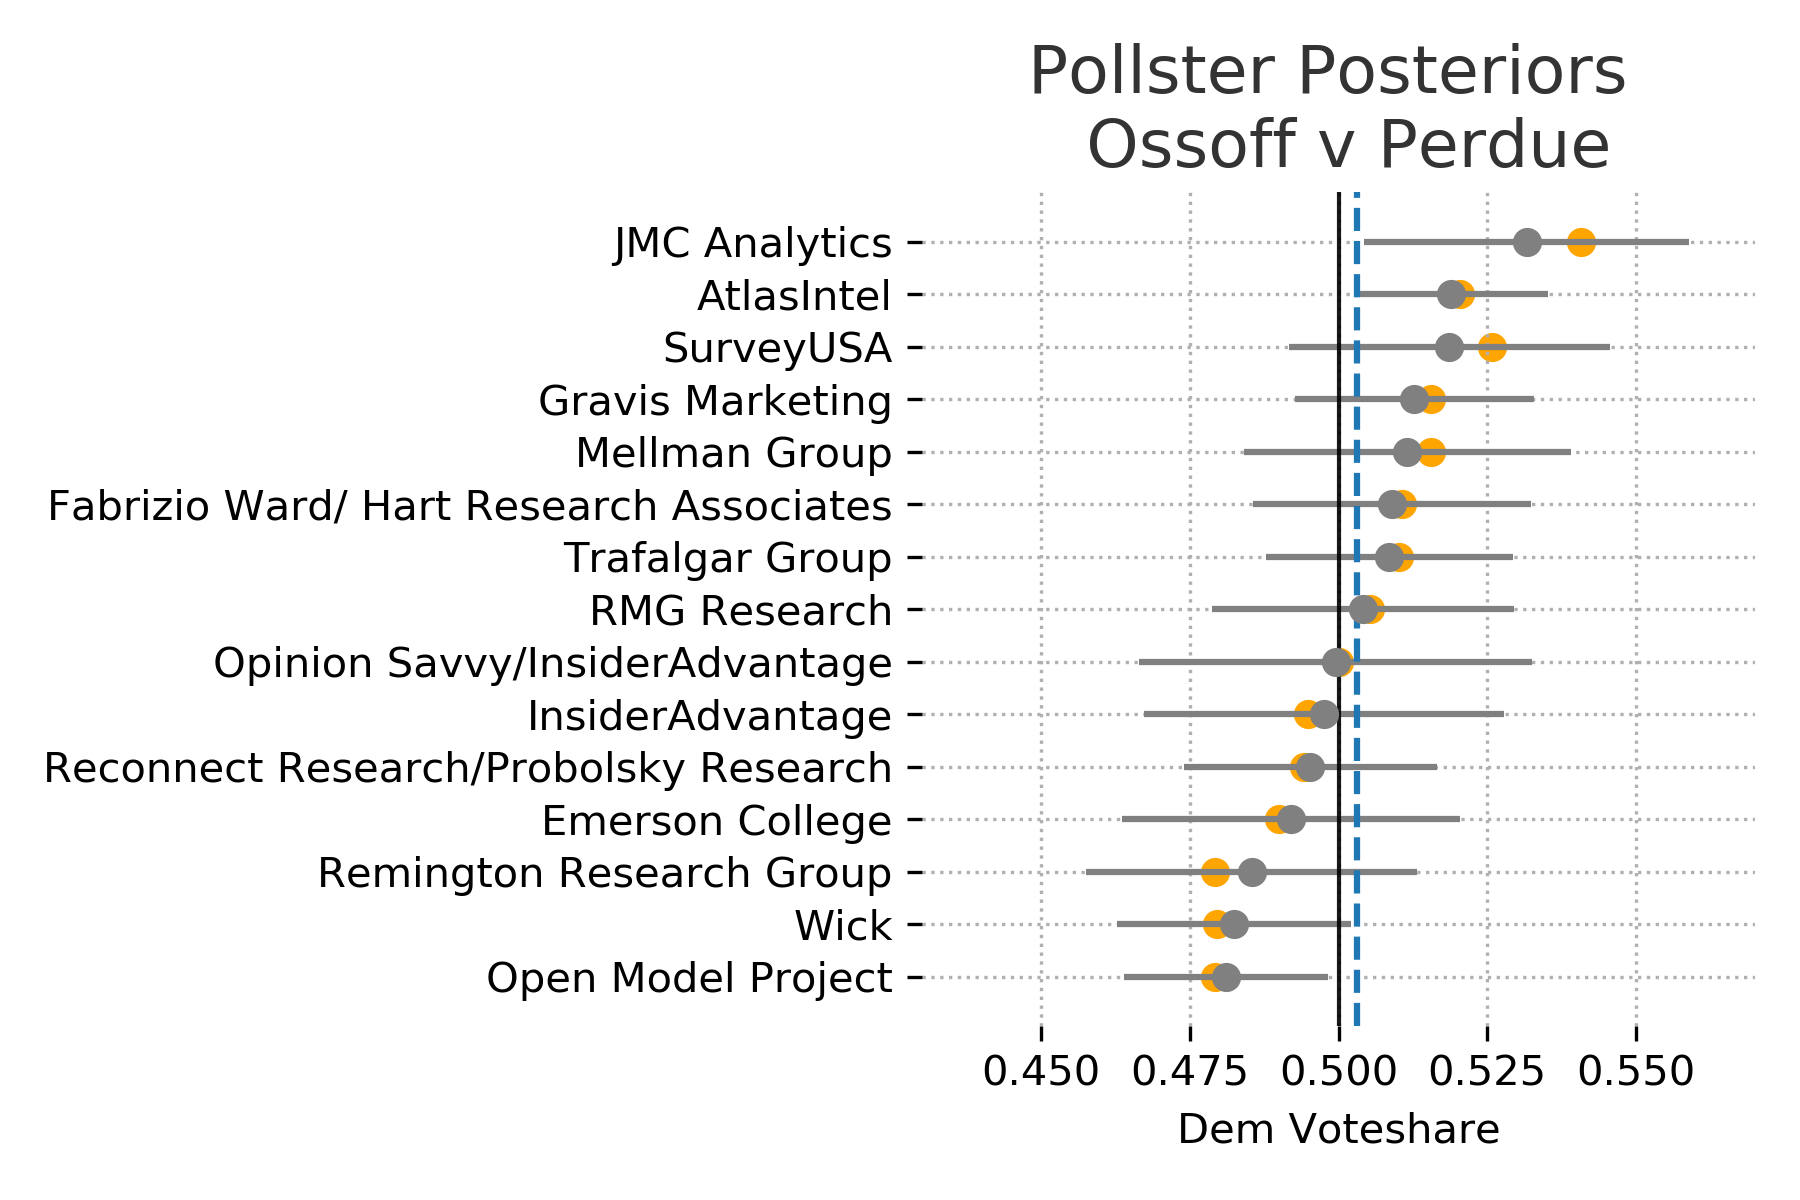 Pollster Posteriors
Ossoff v Perdue
JMC Analytics
AtlasIntel
SurveyUSA
Gravis Marketing
Mellman Group
Fabrizio Ward/ Hart Research Associates
Trafalgar Group
RMG Research
Opinion Savvy/InsiderAdvantage
InsiderAdvantage
Reconnect Research/Probolsky Research
Emerson College
Remington Research Group
Wick
Open Model Project
0.450 0.475 0.500 0.525 0.550
Dem Voteshare